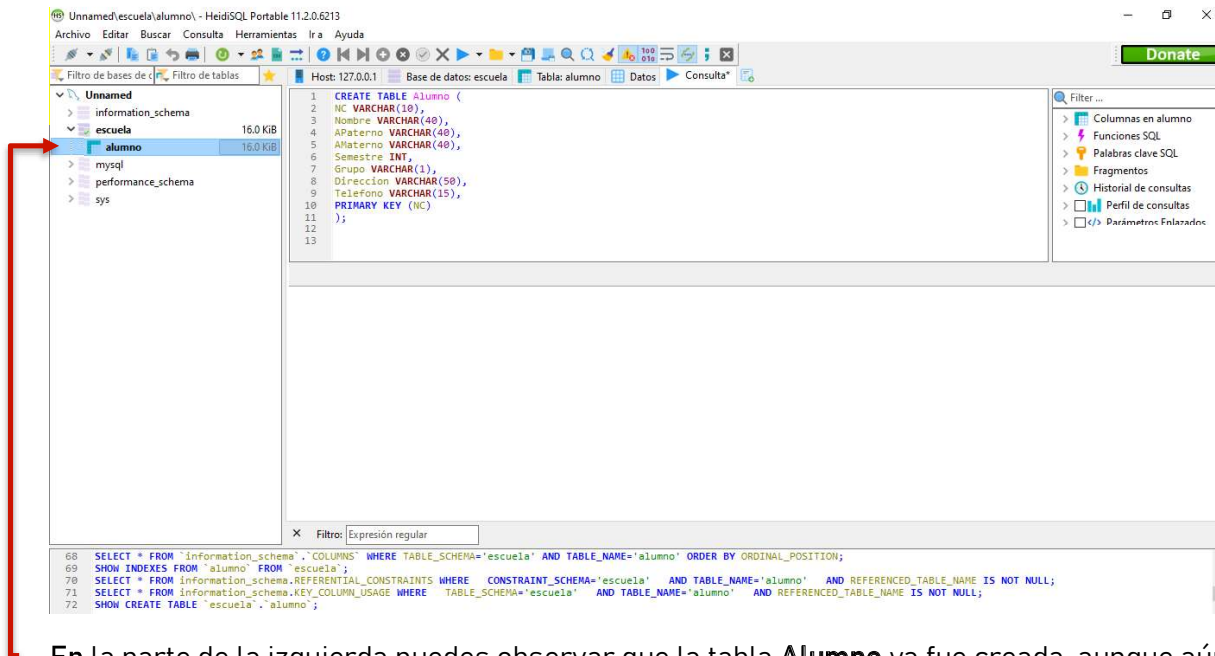 Unnamed\escuela\alumno\ - HeidiSQL Portable 11.2.0.6213
Archivo Editar Buscar Consulta Herramientas Ir a Ayuda
Donate
Filtro de bases de c Filtro de tablas
Host: 127.0.0.1 Base de datos: escuela Tabla: alumno Datos Consulta*
Unnamed
information_schema
escuela 16.0 KiB
alumno 16.0 KiB
mysql
performance_schema
sys
1 CREATE TABLE Alumno (
2 NC VARCHAR(10),
3 Nombre VARCHAR(40),
4 APaterno VARCHAR(40),
5 AMaterno VARCHAR(40),
6 Semestre INT,
7 Grupo VARCHAR(1),
8 Direccion VARCHAR(50),
9 Telefono VARCHAR(15),
10 PRIMARY KEY (NC)
11 );
12
13
Filter ...
Columnas en alumno
Funciones SQL
Palabras clave SQL
Fragmentos
Historial de consultas
Perfil de consultas
Parámetros Enlazados
Filtro: Expresión regular
68 SELECT * FROM `information_schema`.`COLUMNS` WHERE TABLE_SCHEMA='escuela' AND TABLE_NAME='alumno' ORDER BY ORDINAL_POSITION;
69 SHOW INDEXES FROM `alumno` FROM `escuela`;
70 SELECT * FROM information_schema.REFERENTIAL_CONSTRAINTS WHERE CONSTRAINT_SCHEMA='escuela' AND TABLE_NAME='alumno' AND REFERENCED_TABLE_NAME IS NOT NULL;
71 SELECT * FROM information_schema.KEY_COLUMN_USAGE WHERE TABLE_SCHEMA='escuela' AND TABLE_NAME='alumno' AND REFERENCED_TABLE_NAME IS NOT NULL;
72 SHOW CREATE TABLE `escuela`.`alumno`;
En la parte de la izquierda puedes observar que la tabla Alumno ya fue creada, aunque aún